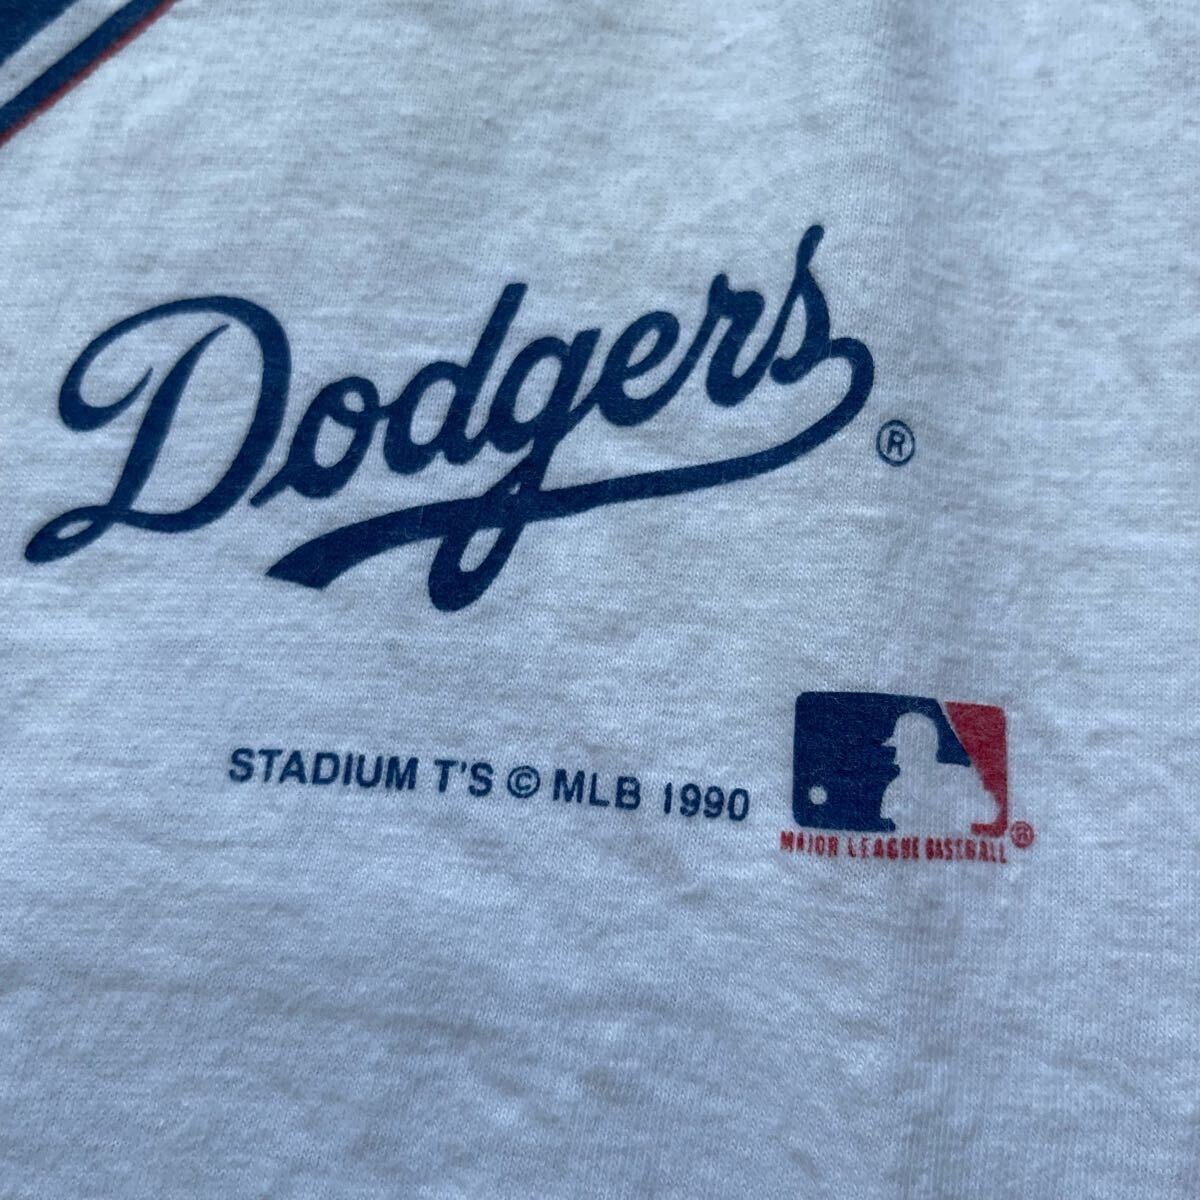 Dodgers ®
STADIUM T'S © MLB 1990
MAJOR LEAGUE BASEBALL ®